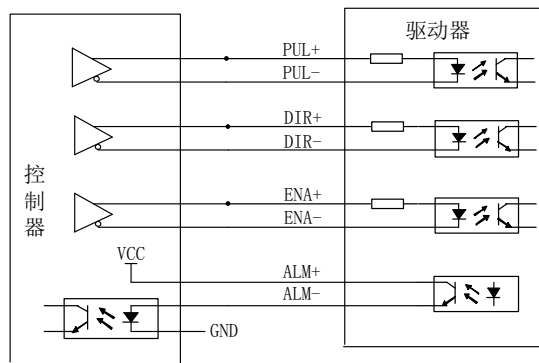 驱动器
PUL+
PUL-
DIR+
DIR-
控制器
ENA+
ENA-
VCC
ALM+
ALM-
GND